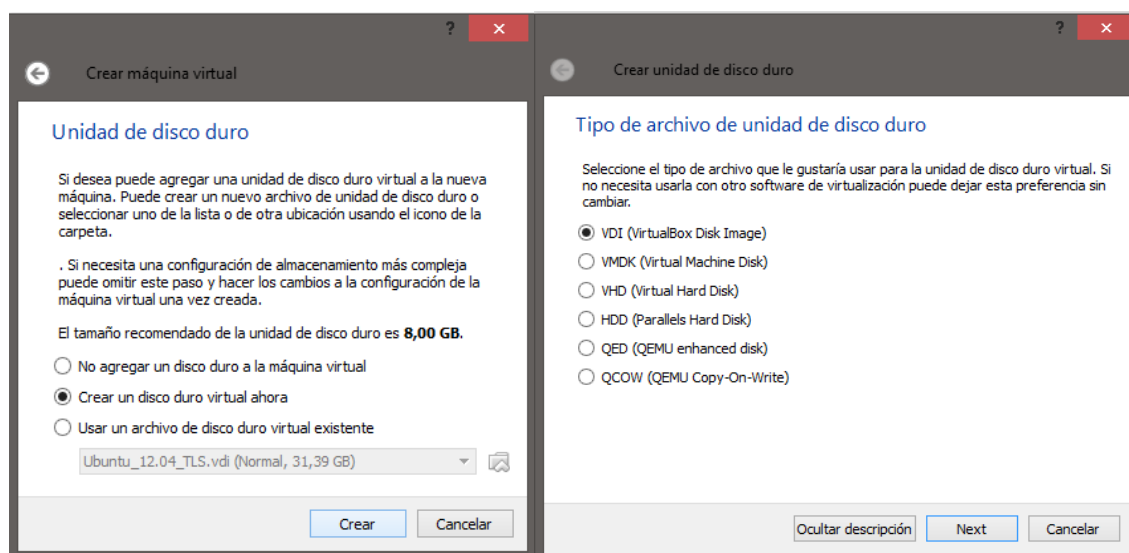 ?
×
Crear máquina virtual
Unidad de disco duro
Si desea puede agregar una unidad de disco duro virtual a la nueva
máquina. Puede crear un nuevo archivo de unidad de disco duro o
seleccionar uno de la lista o de otra ubicación usando el icono de la
carpeta.
. Si necesita una configuración de almacenamiento más compleja
puede omitir este paso y hacer los cambios a la configuración de la
máquina virtual una vez creada.
El tamaño recomendado de la unidad de disco duro es 8,00 GB.
No agregar un disco duro a la máquina virtual
Crear un disco duro virtual ahora
Usar un archivo de disco duro virtual existente
Ubuntu_12.04_TLS.vdi (Normal, 31,39 GB)
Crear
Cancelar
?
×
Crear unidad de disco duro
Tipo de archivo de unidad de disco duro
Seleccione el tipo de archivo que le gustaría usar para la unidad de disco duro virtual. Si
no necesita usarla con otro software de virtualización puede dejar esta preferencia sin
cambiar.
VDI (VirtualBox Disk Image)
VMDK (Virtual Machine Disk)
VHD (Virtual Hard Disk)
HDD (Parallels Hard Disk)
QED (QEMU enhanced disk)
QCOW (QEMU Copy-On-Write)
Ocultar descripción
Next
Cancelar